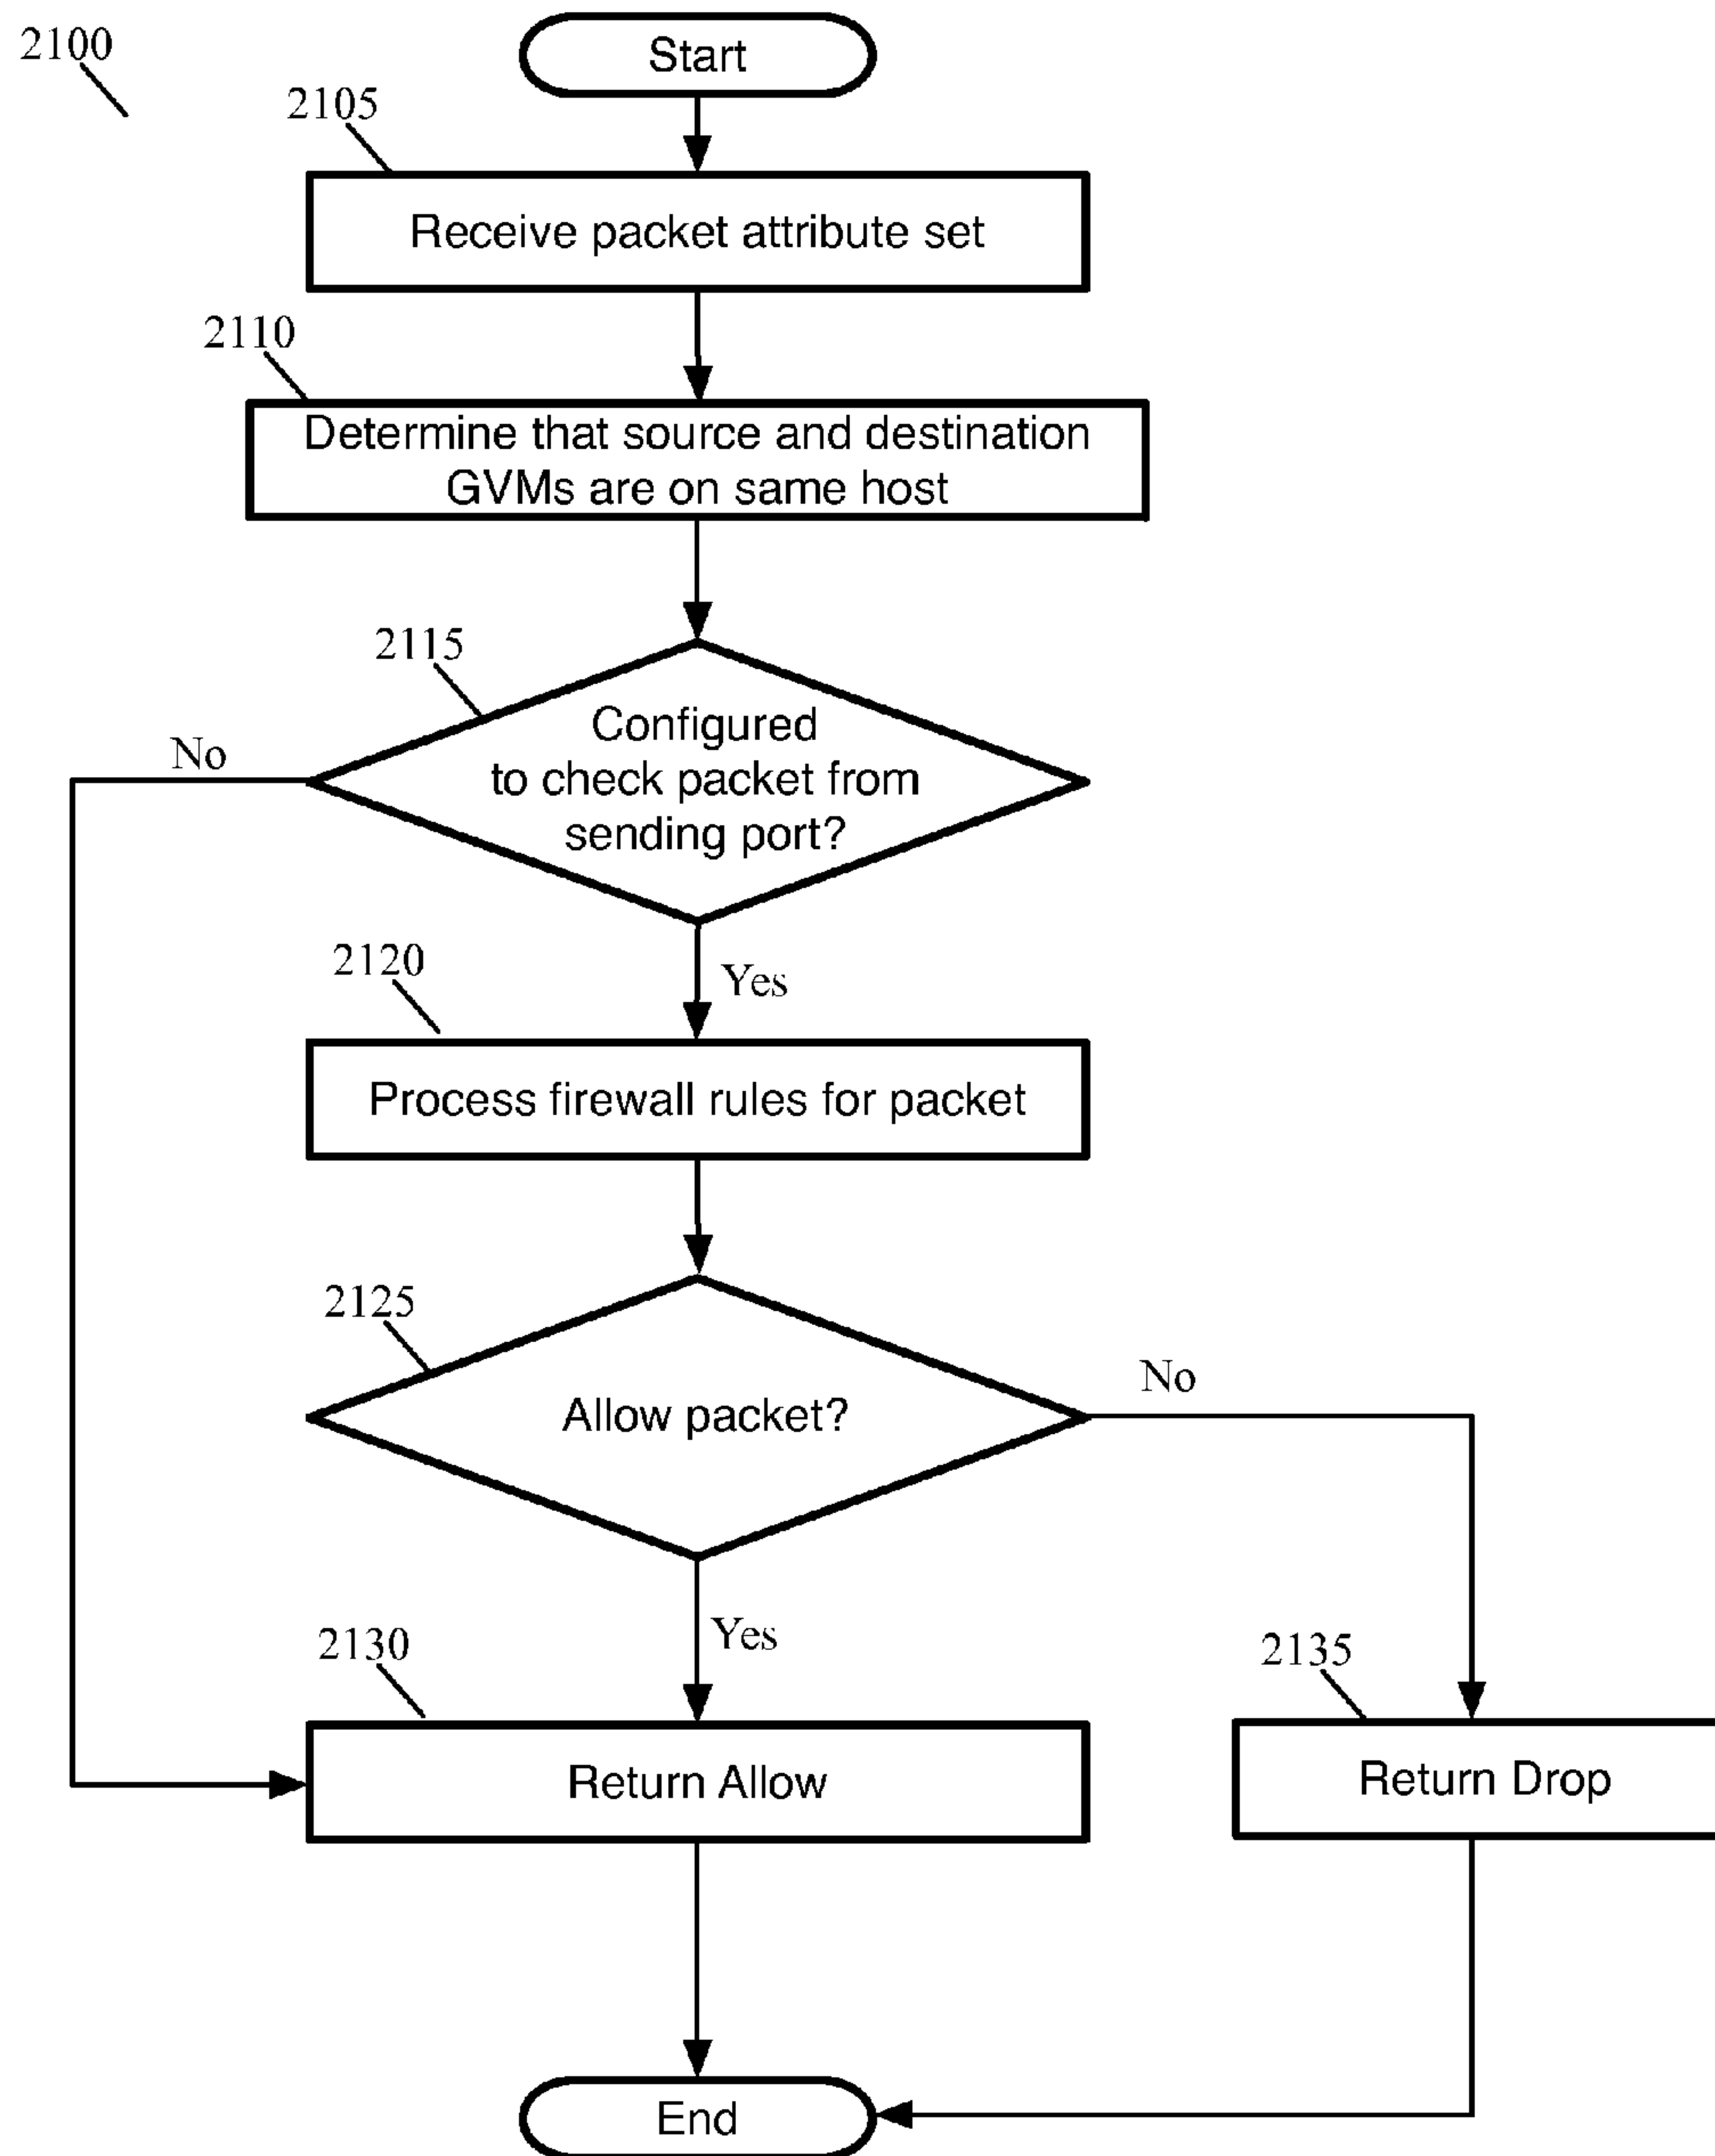 2100
Start
2105
Receive packet attribute set
2110
Determine that source and destination
GVMs are on same host
2115
Configured
to check packet from
sending port?
No
2120
Yes
Process firewall rules for packet
2125
Allow packet?
No
2130
Yes
2135
Return Allow
Return Drop
End